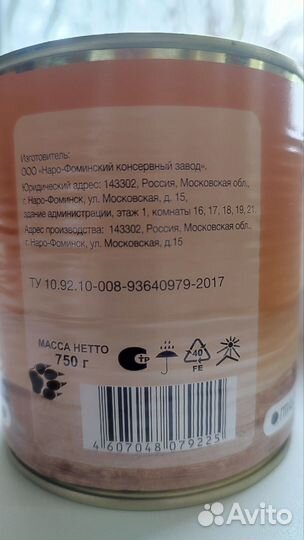 Изготовитель:
ООО «Наро-Фоминский консервный завод».
Юридический адрес: 143302, Россия, Московская обл.,
г. Наро-Фоминск, ул. Московская, д. 15,
здание администрации, этаж 1, комнаты 16, 17, 18, 19, 21.
Адрес производства: 143302, Россия, Московская обл.,
г. Наро-Фоминск, ул. Московская, д.15
ТУ 10.92.10-008-93640979-2017
МАССА НЕТТО
750 г
40
FE
4 607048 079225
Avito